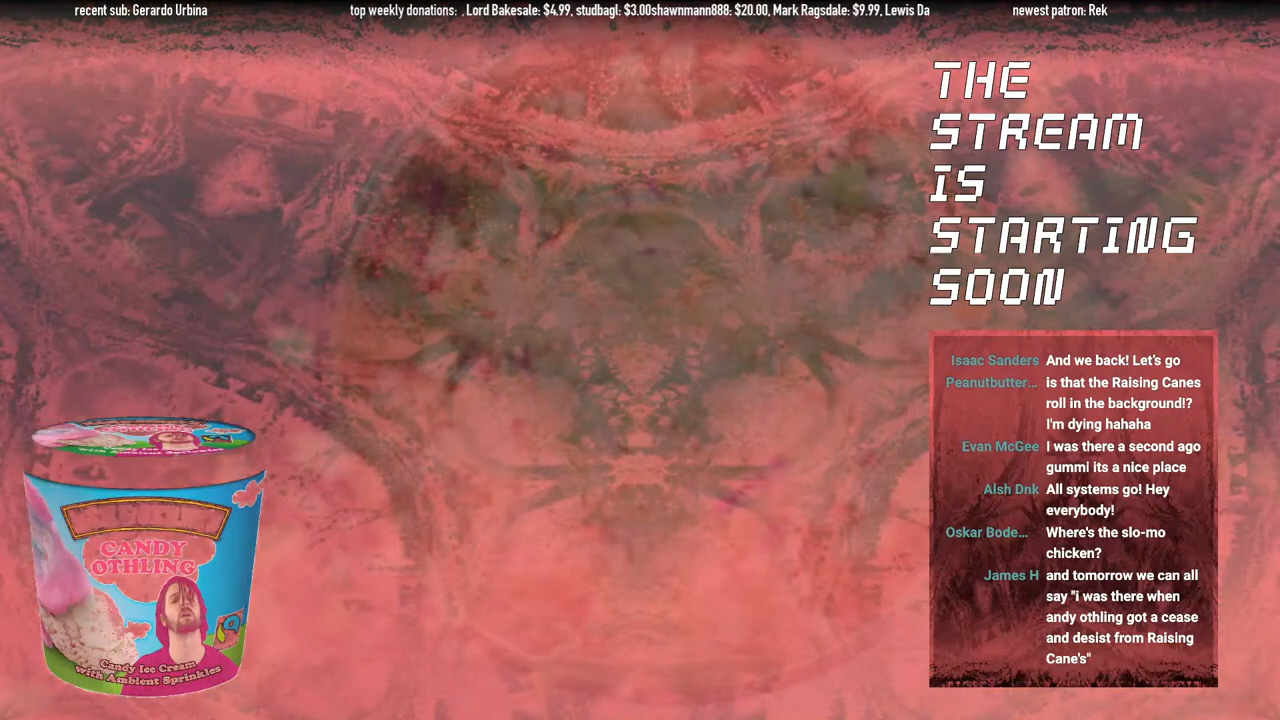 recent sub: Gerardo Urbina
top weekly donations: . Lord Bakesale: $4.99, studbagl: $3.00shawnmann888: $20.00, Mark Ragsdale: $9.99, Lewis Da
newest patron: Rek
THE
STREAM
IS
STARTING
SOON
Isaac Sanders And we back! Let's go
Peanutbutter… is that the Raising Canes
roll in the background!?
I'm dying hahaha
Evan McGee I was there a second ago
gummi its a nice place
Alsh Dnk All systems go! Hey
everybody!
Oskar Bode… Where's the slo-mo
chicken?
James H and tomorrow we can all
say "i was there when
andy othling got a cease
and desist from Raising
Cane's"
with Ambient Sprinkles
CANDY
OTHLING
Candy Ice Cream
with Ambient Sprinkles